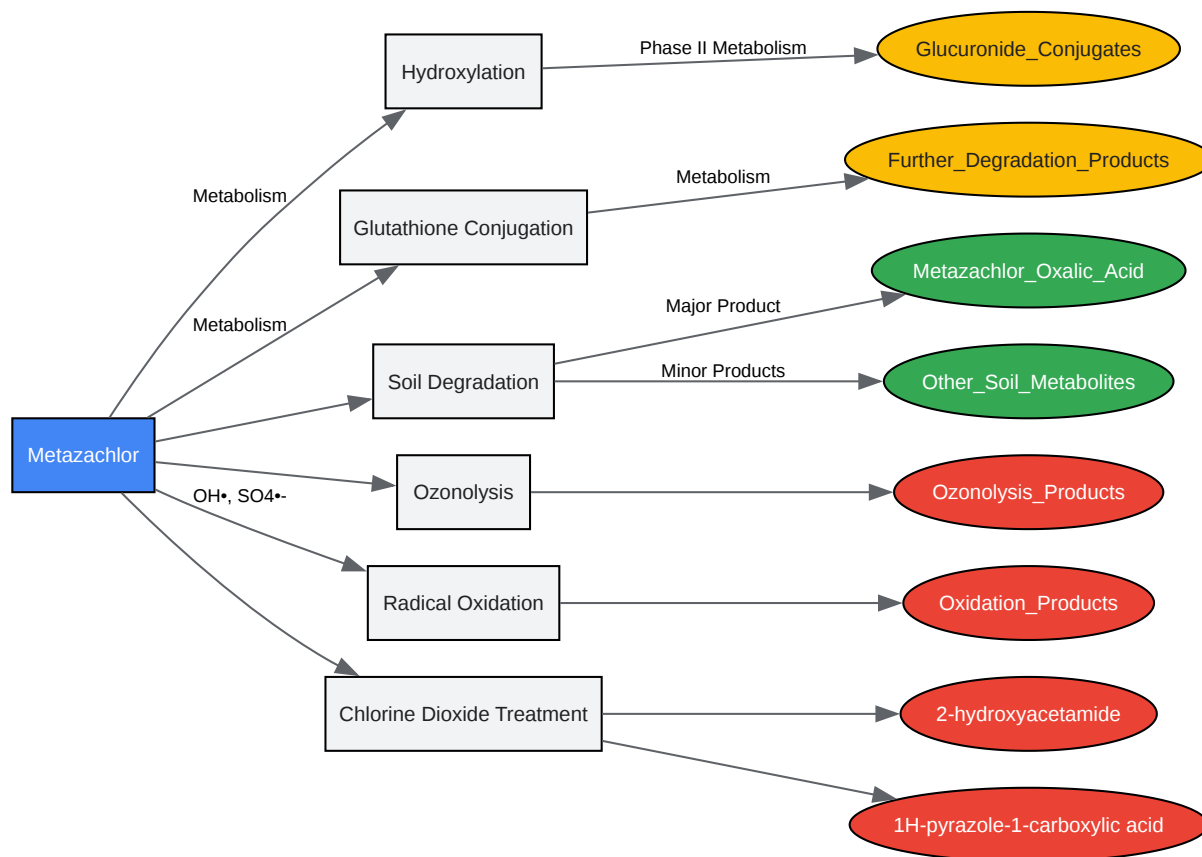 Hydroxylation
Phase II Metabolism
Glucuronide_Conjugates
Metabolism
Glutathione Conjugation
Metabolism
Further_Degradation_Products
Metabolism
Soil Degradation
Major Product
Metazachlor_Oxalic_Acid
Minor Products
Other_Soil_Metabolites
Metazachlor
Ozonolysis
Ozonolysis_Products
OH•, SO4•-
Radical Oxidation
Oxidation_Products
Chlorine Dioxide Treatment
2-hydroxyacetamide
1H-pyrazole-1-carboxylic acid